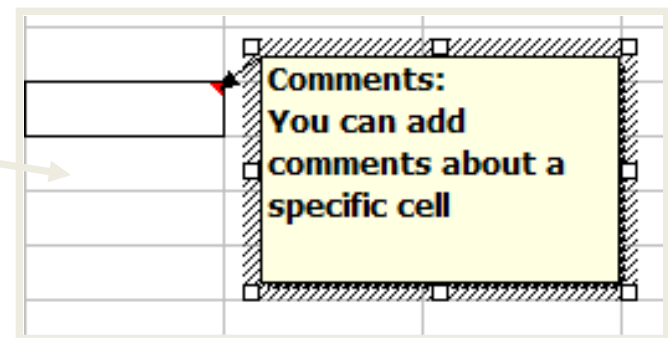 Comments:
You can add
comments about a
specific cell